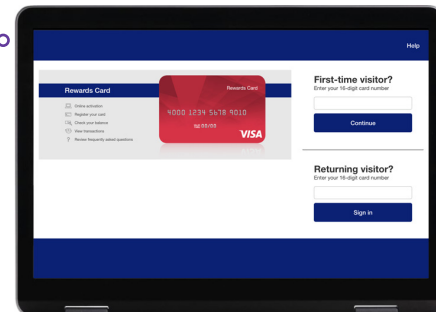 Help
Rewards Card
Online activation
Register your card
Check your balance
View transactions
? Review frequently asked questions
Rewards Card
4000 1234 5678 9010
VISA
First-time visitor?
Enter your 16-digit card number
Continue
Returning visitor?
Enter your 16-digit card number
Sign in